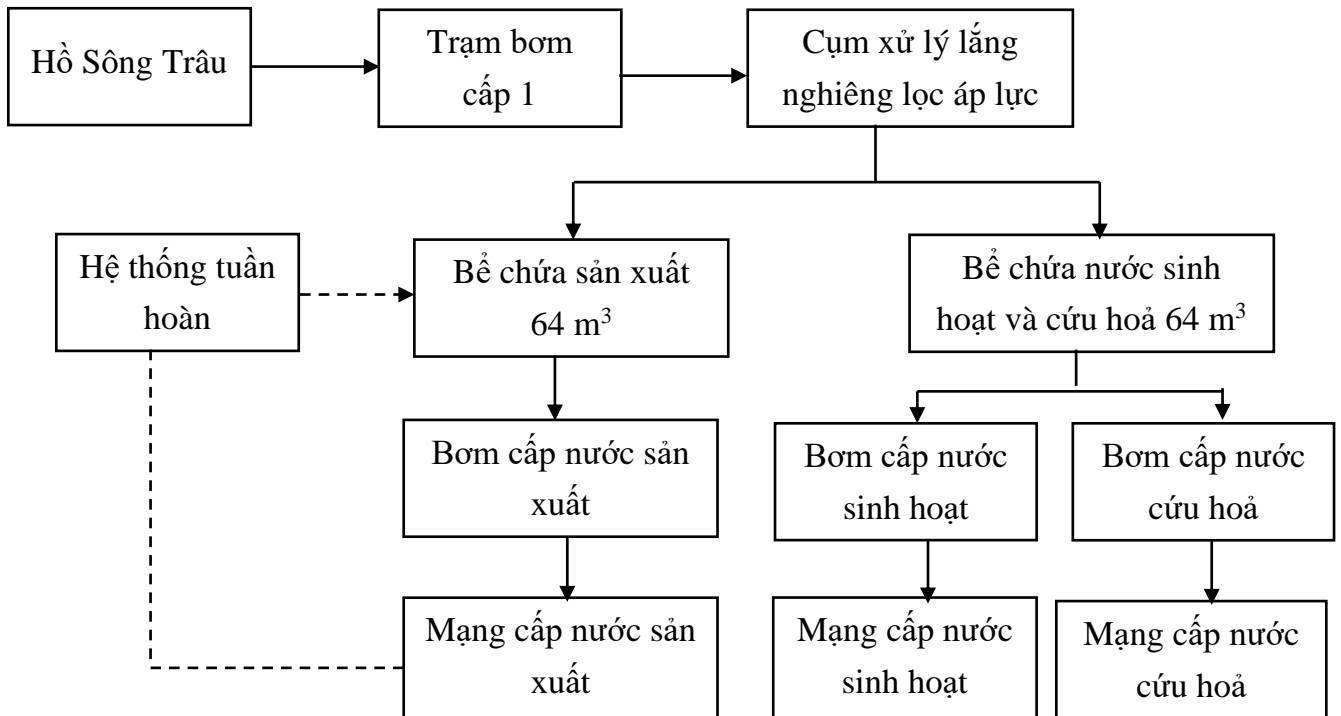 Hồ Sông Trâu
Trạm bơm
cấp 1
Cụm xử lý lắng
nghiêng lọc áp lực
Hệ thống tuần
hoàn
Bể chứa sản xuất
64 m³
Bể chứa nước sinh
hoạt và cứu hoả 64 m³
Bơm cấp nước sản
xuất
Bơm cấp nước
sinh hoạt
Bơm cấp nước
cứu hoả
Mạng cấp nước sản
xuất
Mạng cấp nước
sinh hoạt
Mạng cấp nước
cứu hoả